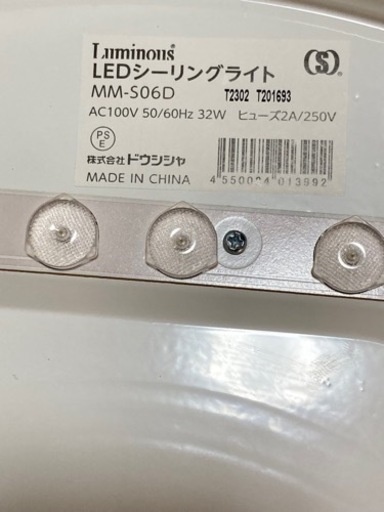 Luminous
LEDシーリングライト
MM-S06D T2302 T201693
AC100V 50/60Hz 32W ヒューズ2A/250V
PS
E
株式会社ドウシシャ
MADE IN CHINA
4 550084 013992
(S)